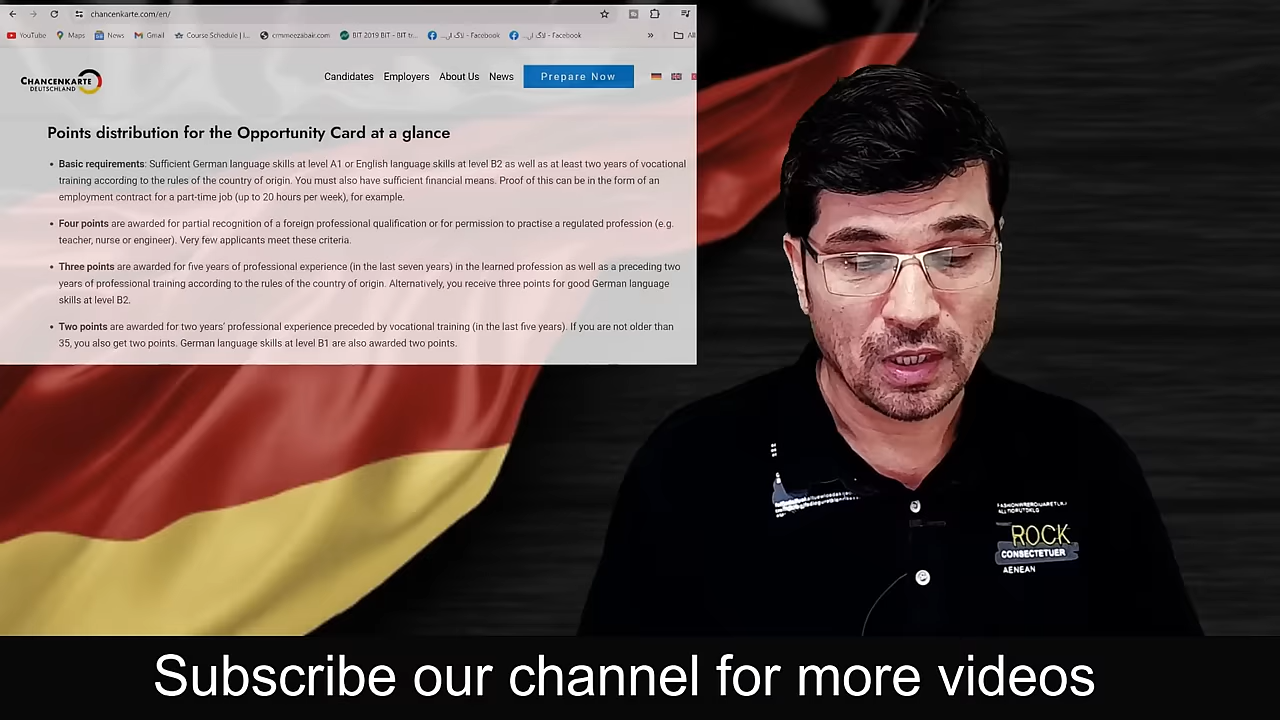 chancenkarte.com/en/
YouTube Maps News Gmail Course Schedule | I... crmmeezabair.com BIT 2019 BIT - BIT tr... لاگ ان... - Facebook لاگ ان... - Facebook » All
CHANCENKARTE
DEUTSCHLAND
Candidates Employers About Us News Prepare Now
Points distribution for the Opportunity Card at a glance
• Basic requirements: Sufficient German language skills at level A1 or English language skills at level B2 as well as at least two years of vocational
training according to the rules of the country of origin. You must also have sufficient financial means. Proof of this can be in the form of an
employment contract for a part-time job (up to 20 hours per week), for example.
• Four points are awarded for partial recognition of a foreign professional qualification or for permission to practise a regulated profession (e.g.
teacher, nurse or engineer). Very few applicants meet these criteria.
• Three points are awarded for five years of professional experience (in the last seven years) in the learned profession as well as a preceding two
years of professional training according to the rules of the country of origin. Alternatively, you receive three points for good German language
skills at level B2.
• Two points are awarded for two years' professional experience preceded by vocational training (in the last five years). If you are not older than
35, you also get two points. German language skills at level B1 are also awarded two points.
ROCK
CONSECTETUER
AENEAN
Subscribe our channel for more videos